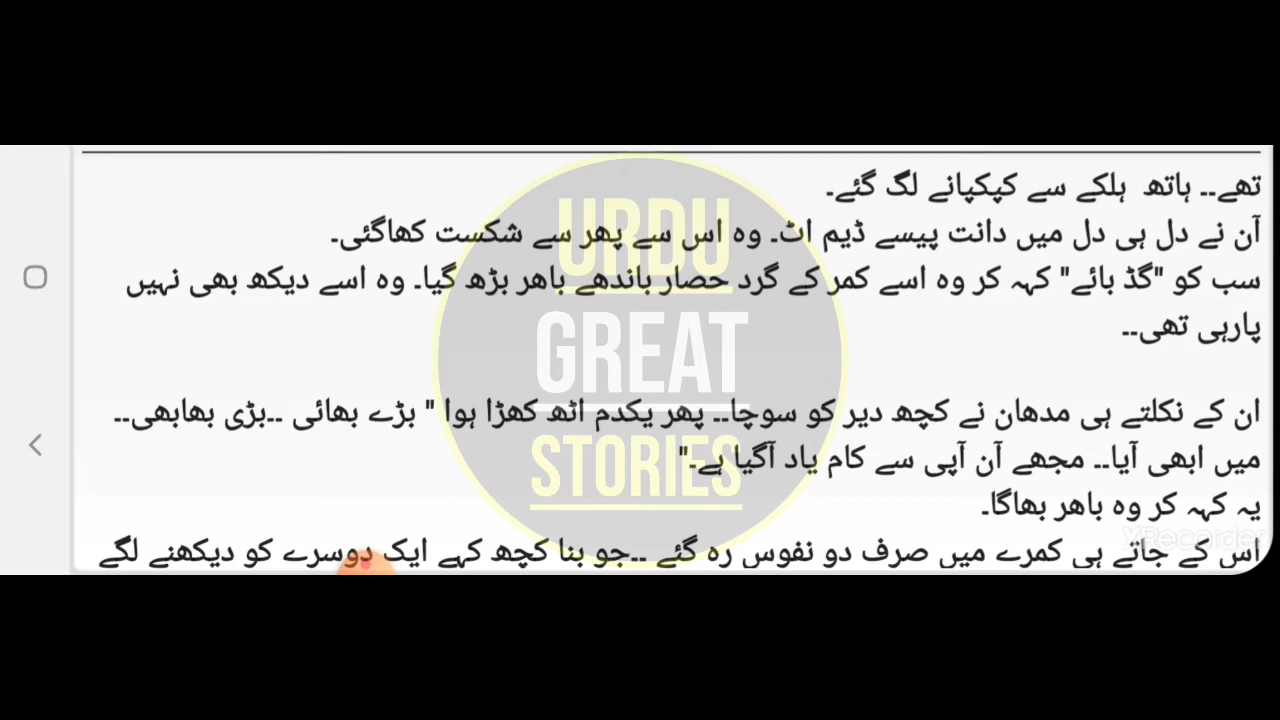 تھے۔۔ ہاتھ ہلکے سے کپکپانے لگ گئے۔
آن نے دل ہی دل میں دانت پیسے ڈیم اٹ۔ وہ اس سے پھر سے شکست کھاگئی۔
سب کو "گڈ بائے" کہہ کر وہ اسے کمر کے گرد حصار باندھے باھر بڑھ گیا۔ وہ اسے دیکھ بھی نہیں
پارہی تھی۔۔
ان کے نکلتے ہی مدھان نے کچھ دیر کو سوچا۔۔ پھر یکدم اٹھ کھڑا ہوا " بڑے بھائی ۔۔بڑی بھابھی۔۔
میں ابھی آیا۔۔ مجھے آن آپی سے کام یاد آگیا ہے۔"
یہ کہہ کر وہ باھر بھاگا۔
اس کے جاتے ہی کمرے میں صرف دو نفوس رہ گئے ۔۔جو بنا کچھ کہے ایک دوسرے کو دیکھنے لگے
URDU
GREAT
STORIES
XRecorder